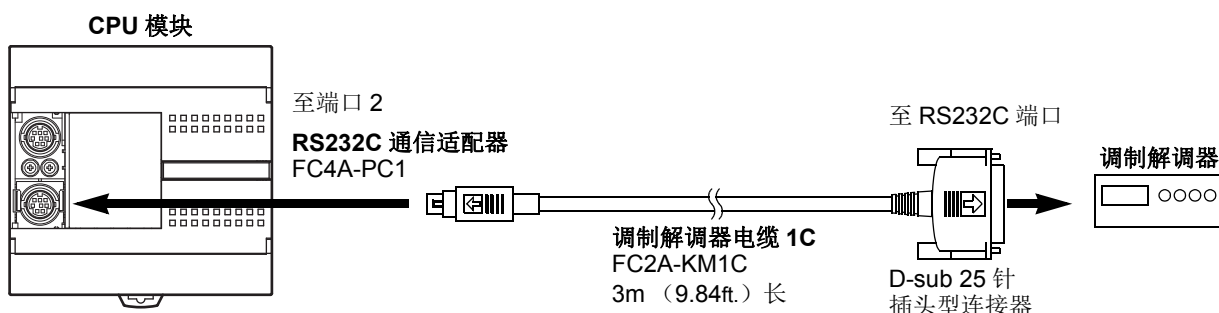 CPU 模块
至端口 2
RS232C 通信适配器
FC4A-PC1
至 RS232C 端口
调制解调器
调制解调器电缆 1C
FC2A-KM1C
3m （9.84ft.）长
D-sub 25 针
插头型连接器